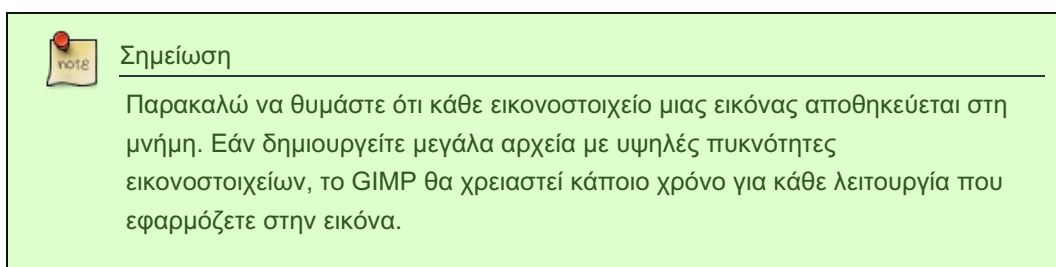 note
Σημείωση
Παρακαλώ να θυμάστε ότι κάθε εικονοστοιχείο μιας εικόνας αποθηκεύεται στη
μνήμη. Εάν δημιουργείτε μεγάλα αρχεία με υψηλές πυκνότητες
εικονοστοιχείων, το GIMP θα χρειαστεί κάποιο χρόνο για κάθε λειτουργία που
εφαρμόζετε στην εικόνα.